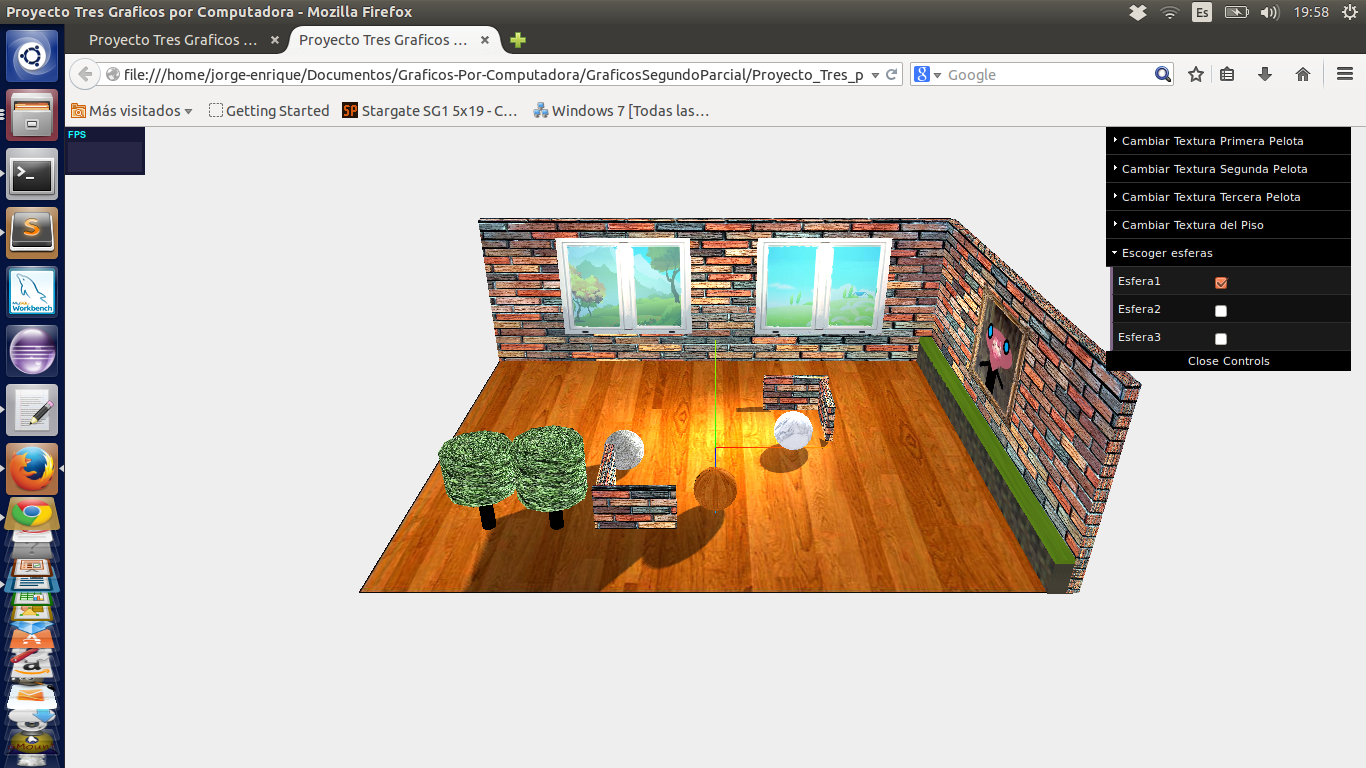 Proyecto Tres Graficos por Computadora - Mozilla Firefox
Es
19:58
Proyecto Tres Graficos ...
Proyecto Tres Graficos ...
file:///home/jorge-enrique/Documentos/Graficos-Por-Computadora/GraficosSegundoParcial/Proyecto_Tres_p
Google
Más visitados
Getting Started
SP
Stargate SG1 5x19 - C...
Windows 7 [Todas las...
FPS
Cambiar Textura Primera Pelota
Cambiar Textura Segunda Pelota
Cambiar Textura Tercera Pelota
Cambiar Textura del Piso
Escoger esferas
Esfera1
Esfera2
Esfera3
Close Controls
Workbench